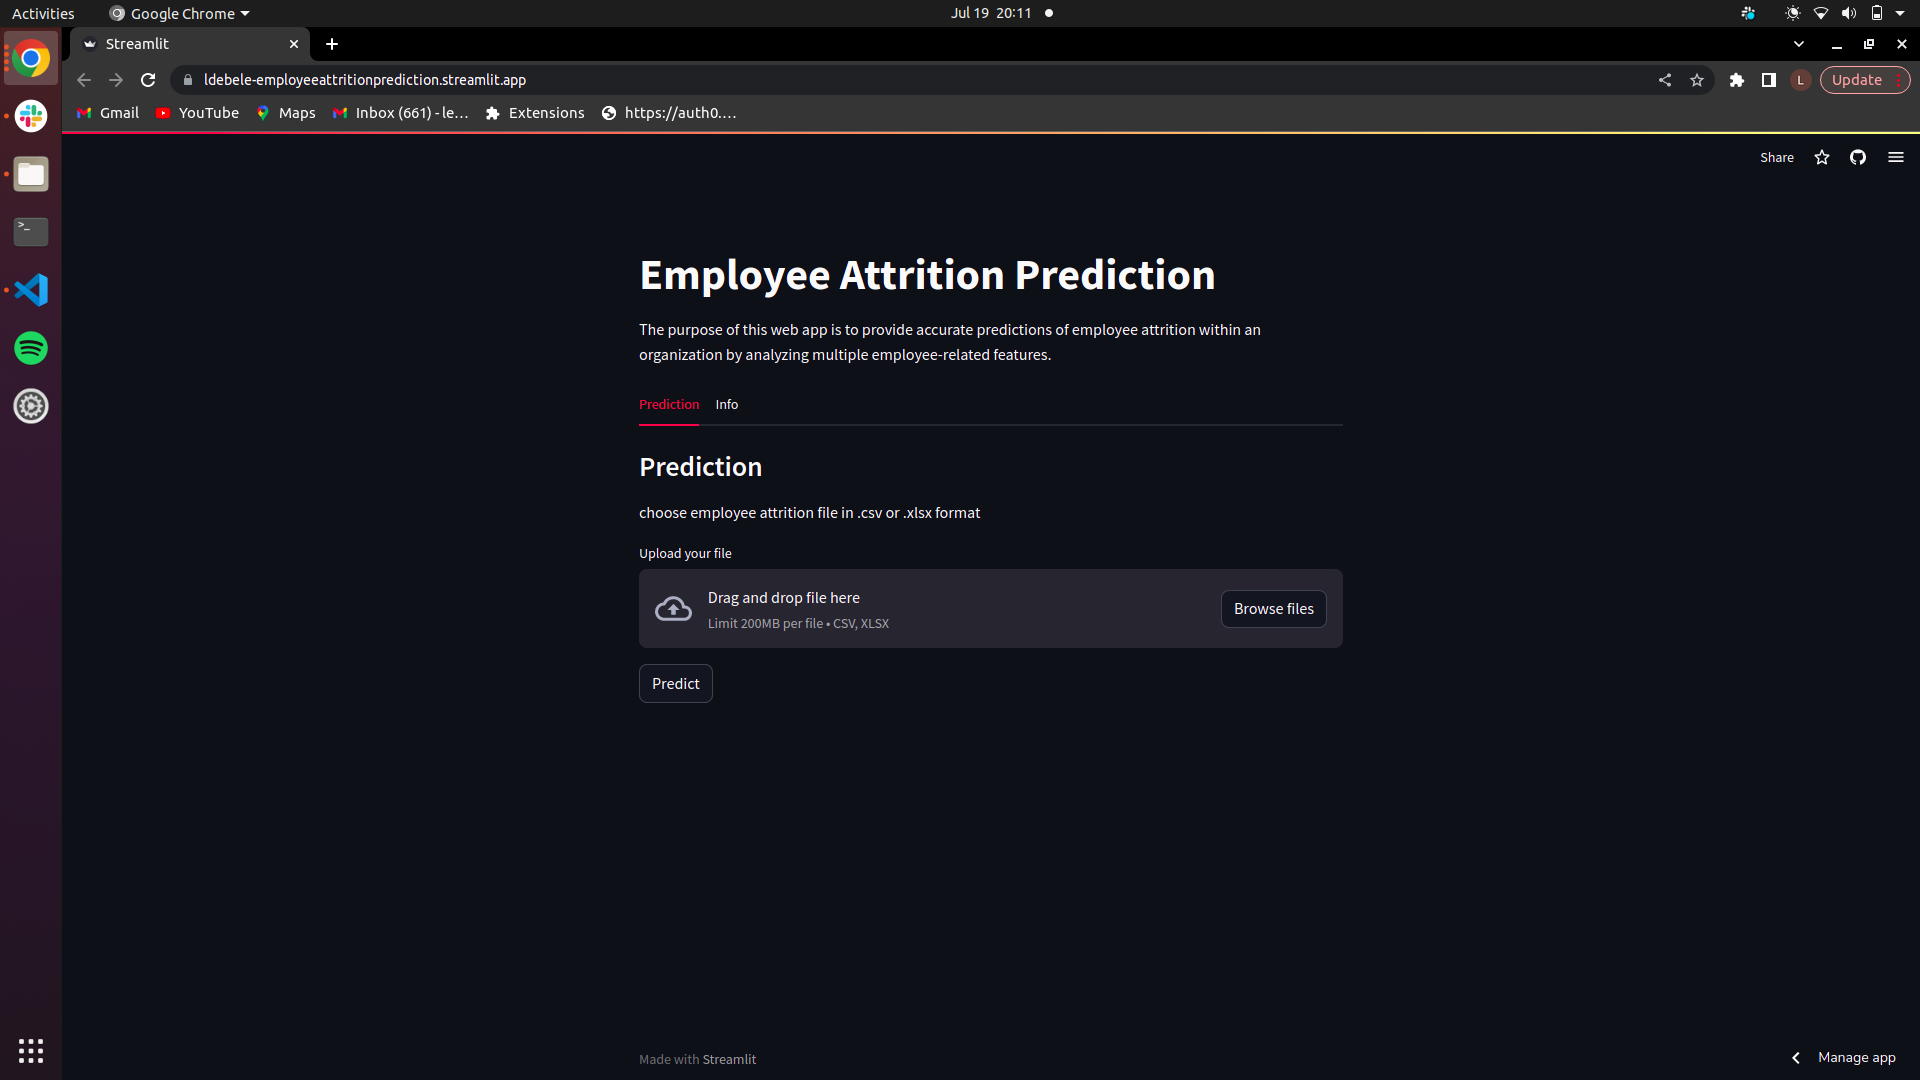 Activities
Google Chrome
Jul 19 20:11
Streamlit
ldebele-employeeattritionprediction.streamlit.app
L
Update
Gmail
YouTube
Maps
Inbox (661) - le...
Extensions
https://auth0....
Share
Employee Attrition Prediction
The purpose of this web app is to provide accurate predictions of employee attrition within an
organization by analyzing multiple employee-related features.
Prediction
Info
Prediction
choose employee attrition file in .csv or .xlsx format
Upload your file
Drag and drop file here
Limit 200MB per file • CSV, XLSX
Browse files
Predict
Made with Streamlit
Manage app